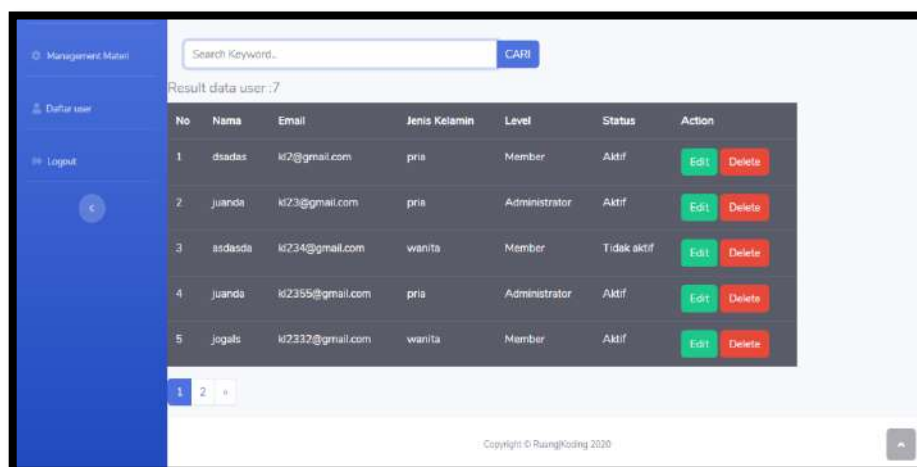 Management Materi
Daftar user
Logout
Search Keyword..
CARI
Result data user :7
No Nama Email Jenis Kelamin Level Status Action
1 dsadas kl2@gmail.com pria Member Aktif Edit Delete
2 juanda kl23@gmail.com pria Administrator Aktif Edit Delete
3 asdasda kl234@gmail.com wanita Member Tidak aktif Edit Delete
4 juanda kl2355@gmail.com pria Administrator Aktif Edit Delete
5 jogals kl2332@gmail.com wanita Member Aktif Edit Delete
1 2 »
Copyright © Ruang|Koding 2020